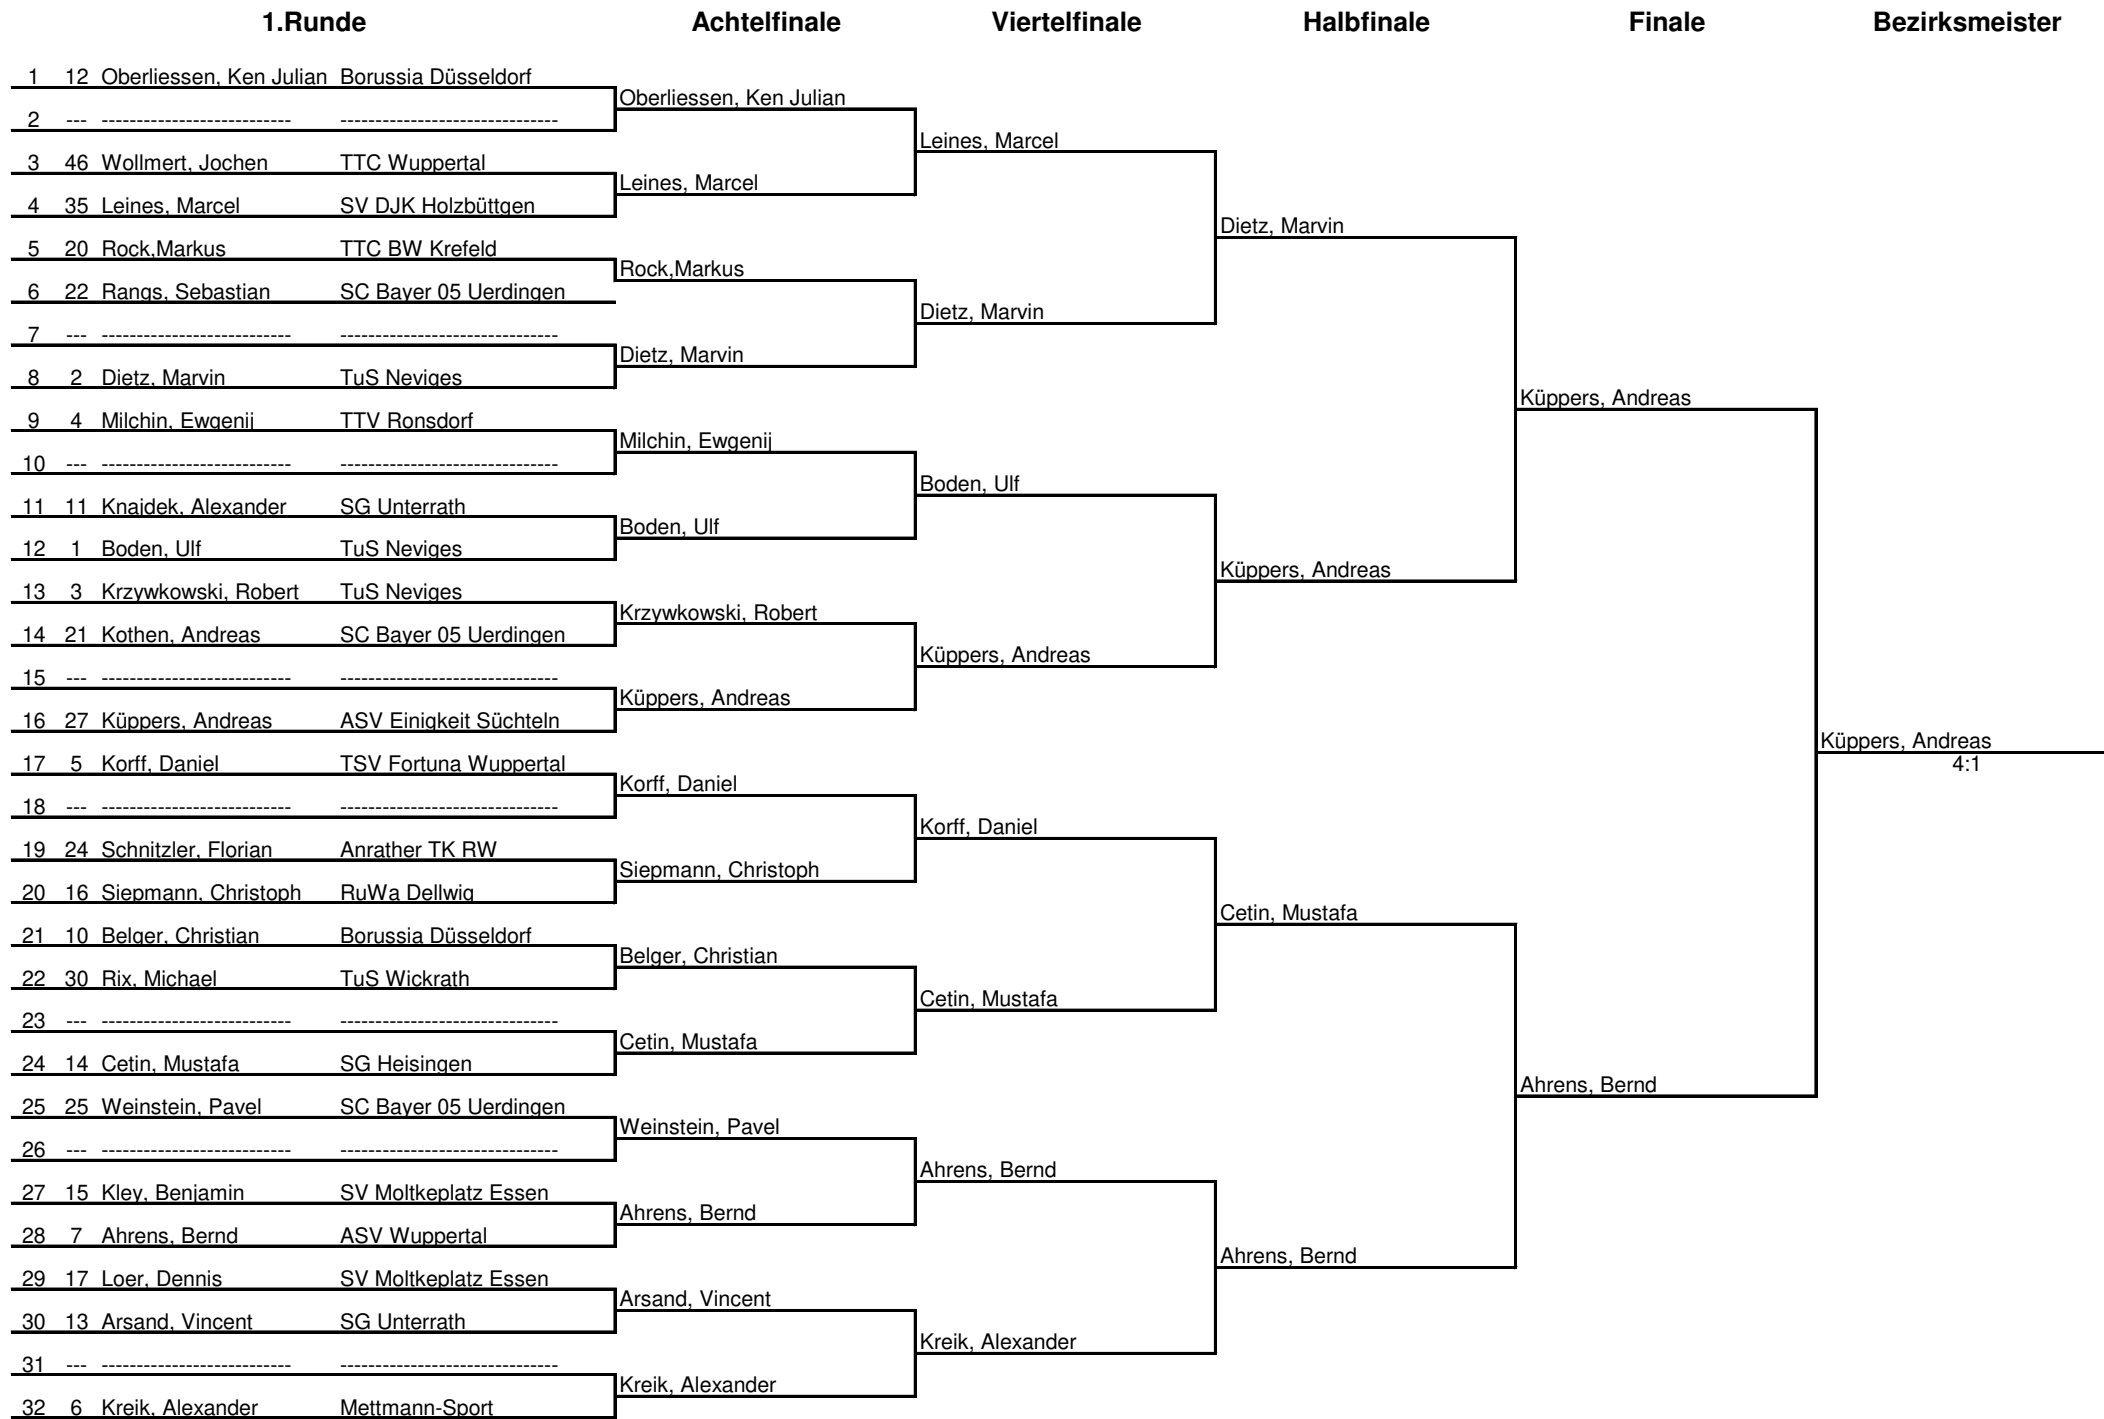 1.Runde Achtelfinale Viertelfinale Halbfinale Finale Bezirksmeister
1 12 Oberliessen, Ken Julian Borussia Düsseldorf
Oberliessen, Ken Julian
2 --- --------------------------- -------------------------------
Leines, Marcel
3 46 Wollmert, Jochen TTC Wuppertal
Leines, Marcel
4 35 Leines, Marcel SV DJK Holzbüttgen
Dietz, Marvin
5 20 Rock,Markus TTC BW Krefeld
Rock,Markus
6 22 Rangs, Sebastian SC Bayer 05 Uerdingen
Dietz, Marvin
7 --- --------------------------- -------------------------------
Dietz, Marvin
8 2 Dietz, Marvin TuS Neviges
Küppers, Andreas
9 4 Milchin, Ewgenij TTV Ronsdorf
Milchin, Ewgenij
10 --- --------------------------- -------------------------------
Boden, Ulf
11 11 Knajdek, Alexander SG Unterrath
Boden, Ulf
12 1 Boden, Ulf TuS Neviges
Küppers, Andreas
13 3 Krzywkowski, Robert TuS Neviges
Krzywkowski, Robert
14 21 Kothen, Andreas SC Bayer 05 Uerdingen
Küppers, Andreas
15 --- --------------------------- -------------------------------
Küppers, Andreas
16 27 Küppers, Andreas ASV Einigkeit Süchteln
Küppers, Andreas
17 5 Korff, Daniel TSV Fortuna Wuppertal 4:1
Korff, Daniel
18 --- --------------------------- -------------------------------
Korff, Daniel
19 24 Schnitzler, Florian Anrather TK RW
Siepmann, Christoph
20 16 Siepmann, Christoph RuWa Dellwig
Cetin, Mustafa
21 10 Belger, Christian Borussia Düsseldorf
Belger, Christian
22 30 Rix, Michael TuS Wickrath
Cetin, Mustafa
23 --- --------------------------- -------------------------------
Cetin, Mustafa
24 14 Cetin, Mustafa SG Heisingen
Ahrens, Bernd
25 25 Weinstein, Pavel SC Bayer 05 Uerdingen
Weinstein, Pavel
26 --- --------------------------- -------------------------------
Ahrens, Bernd
27 15 Kley, Benjamin SV Moltkeplatz Essen
Ahrens, Bernd
28 7 Ahrens, Bernd ASV Wuppertal
Ahrens, Bernd
29 17 Loer, Dennis SV Moltkeplatz Essen
Arsand, Vincent
30 13 Arsand, Vincent SG Unterrath
Kreik, Alexander
31 --- --------------------------- -------------------------------
Kreik, Alexander
32 6 Kreik, Alexander Mettmann-Sport